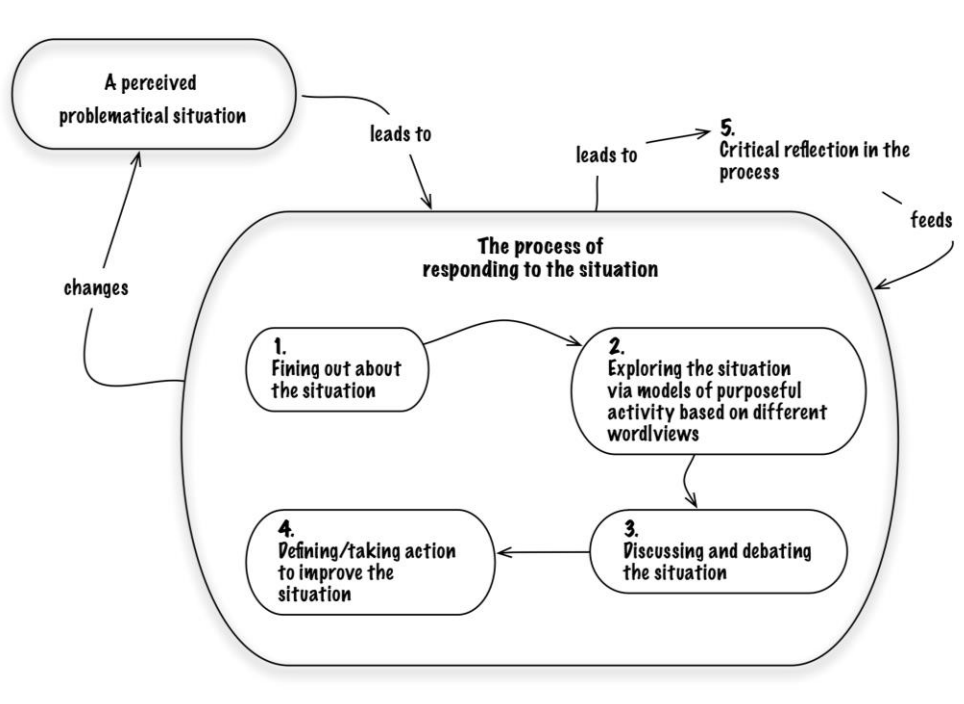 A perceived
problematical situation
leads to
leads to
5.
Critical reflection in the
process
feeds
The process of
responding to the situation
changes
1.
Fining out about
the situation
2.
Exploring the situation
via models of purposeful
activity based on different
wordlviews
4.
Defining/taking action
to improve the
situation
3.
Discussing and debating
the situation